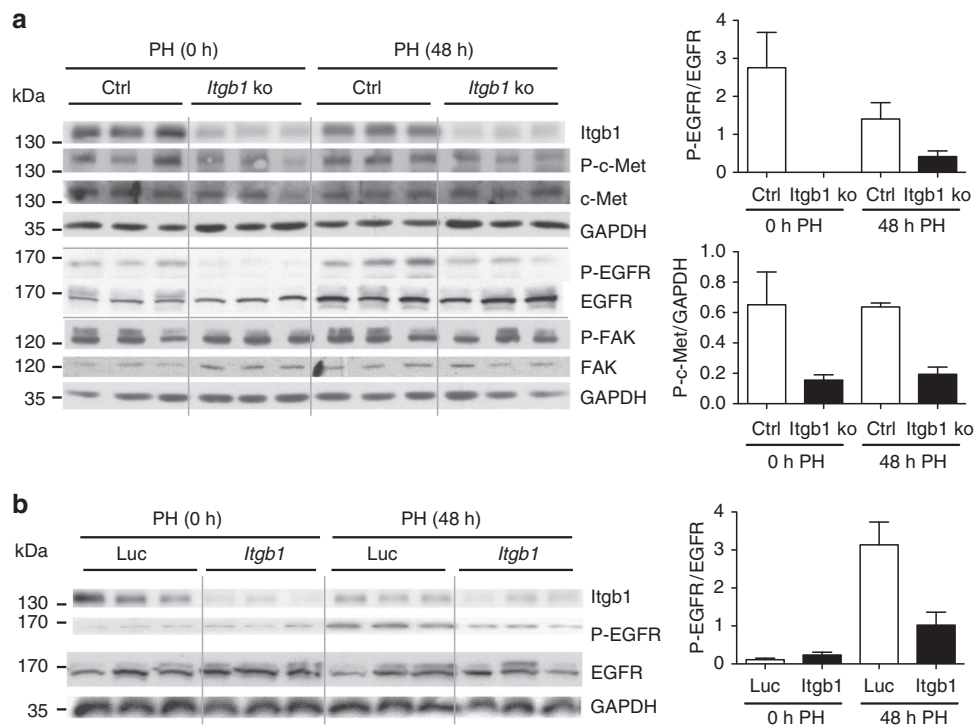 a
PH (0 h) PH (48 h)
kDa Ctrl Itgb1 ko Ctrl Itgb1 ko
130 Itgb1
130 P-c-Met
130 c-Met
35 GAPDH
170 P-EGFR
170 EGFR
120 P-FAK
120 FAK
35 GAPDH
P-EGFR/EGFR
4
3
2
1
0
Ctrl Itgb1 ko Ctrl Itgb1 ko
0 h PH 48 h PH
P-c-Met/GAPDH
1.0
0.8
0.6
0.4
0.2
0.0
Ctrl Itgb1 ko Ctrl Itgb1 ko
0 h PH 48 h PH
b
PH (0 h) PH (48 h)
kDa Luc Itgb1 Luc Itgb1
130 Itgb1
170 P-EGFR
170 EGFR
35 GAPDH
P-EGFR/EGFR
4
3
2
1
0
Luc Itgb1 Luc Itgb1
0 h PH 48 h PH